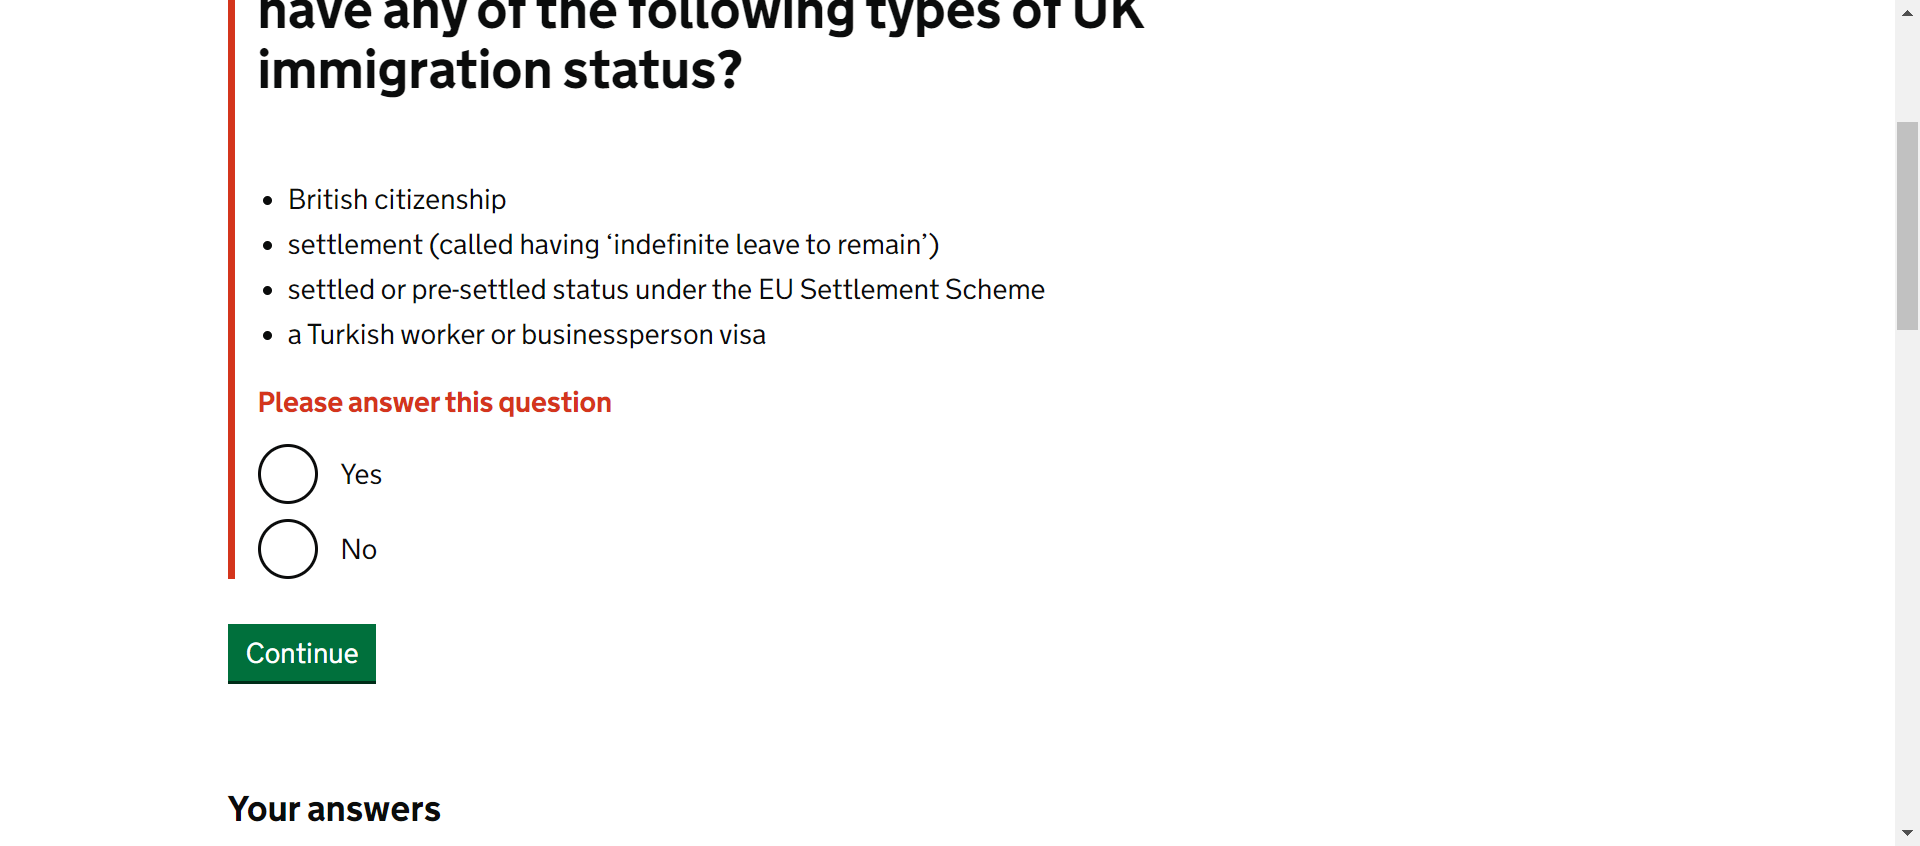 have any of the following types of UK
immigration status?
British citizenship
settlement (called having ‘indefinite leave to remain’)
settled or pre-settled status under the EU Settlement Scheme
a Turkish worker or businessperson visa
Please answer this question
Yes
No
Continue
Your answers